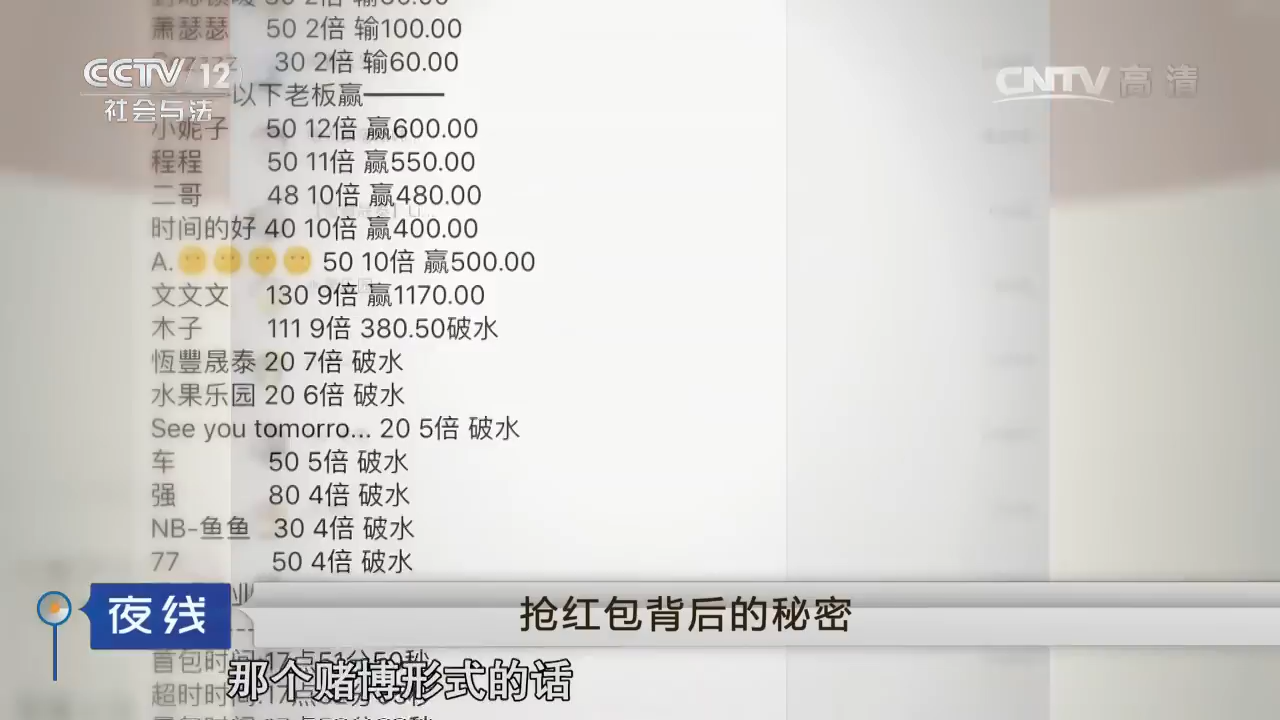 萧瑟瑟 50 2倍 输100.00
30 2倍 输60.00
CCTV 12
社会与法
CNTV高清
以下老板赢
小妮子 50 12倍 赢600.00
程程 50 11倍 赢550.00
二哥 48 10倍 赢480.00
时间的好 40 10倍 赢400.00
A. 50 10倍 赢500.00
文文文 130 9倍 赢1170.00
木子 111 9倍 380.50破水
恆豐晟泰 20 7倍 破水
水果乐园 20 6倍 破水
See you tomorro... 20 5倍 破水
车 50 5倍 破水
强 80 4倍 破水
NB-鱼鱼 30 4倍 破水
77 50 4倍 破水
夜线
抢红包背后的秘密
那个赌博形式的话